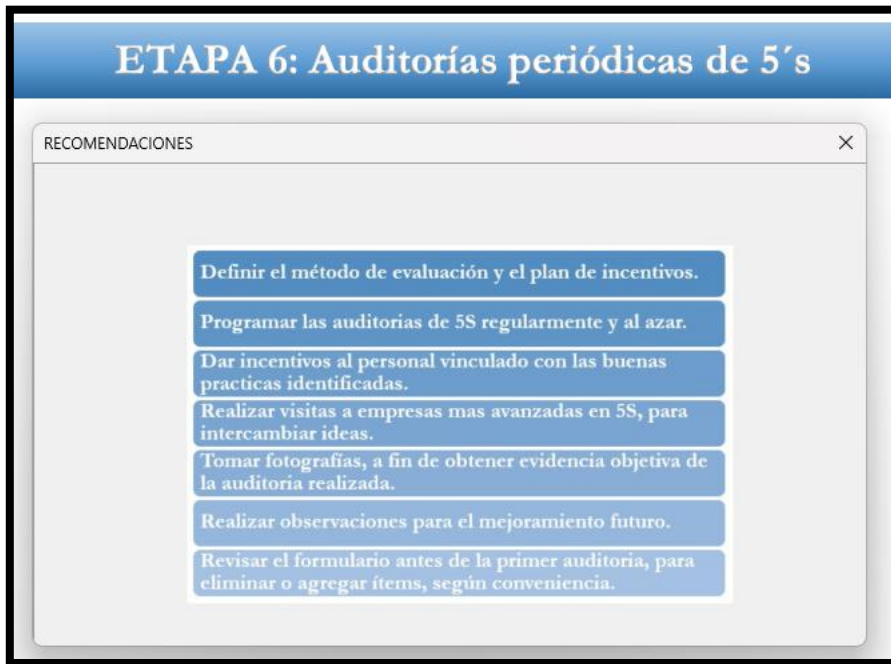 ETAPA 6: Auditorías periódicas de 5´s
RECOMENDACIONES
Definir el método de evaluación y el plan de incentivos.
Programar las auditorias de 5S regularmente y al azar.
Dar incentivos al personal vinculado con las buenas
practicas identificadas.
Realizar visitas a empresas mas avanzadas en 5S, para
intercambiar ideas.
Tomar fotografías, a fin de obtener evidencia objetiva de
la auditoria realizada.
Realizar observaciones para el mejoramiento futuro.
Revisar el formulario antes de la primer auditoria, para
eliminar o agregar ítems, según conveniencia.